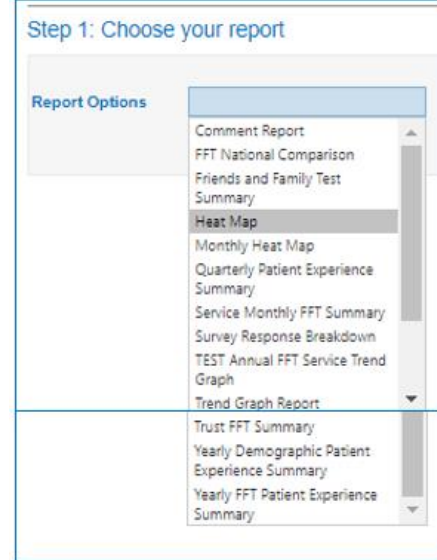 Step 1: Choose your report
Report Options
Comment Report
FFT National Comparison
Friends and Family Test
Summary
Heat Map
Monthly Heat Map
Quarterly Patient Experience
Summary
Service Monthly FFT Summary
Survey Response Breakdown
TEST Annual FFT Service Trend
Graph
Trend Graph Report
Trust FFT Summary
Yearly Demographic Patient
Experience Summary
Yearly FFT Patient Experience
Summary